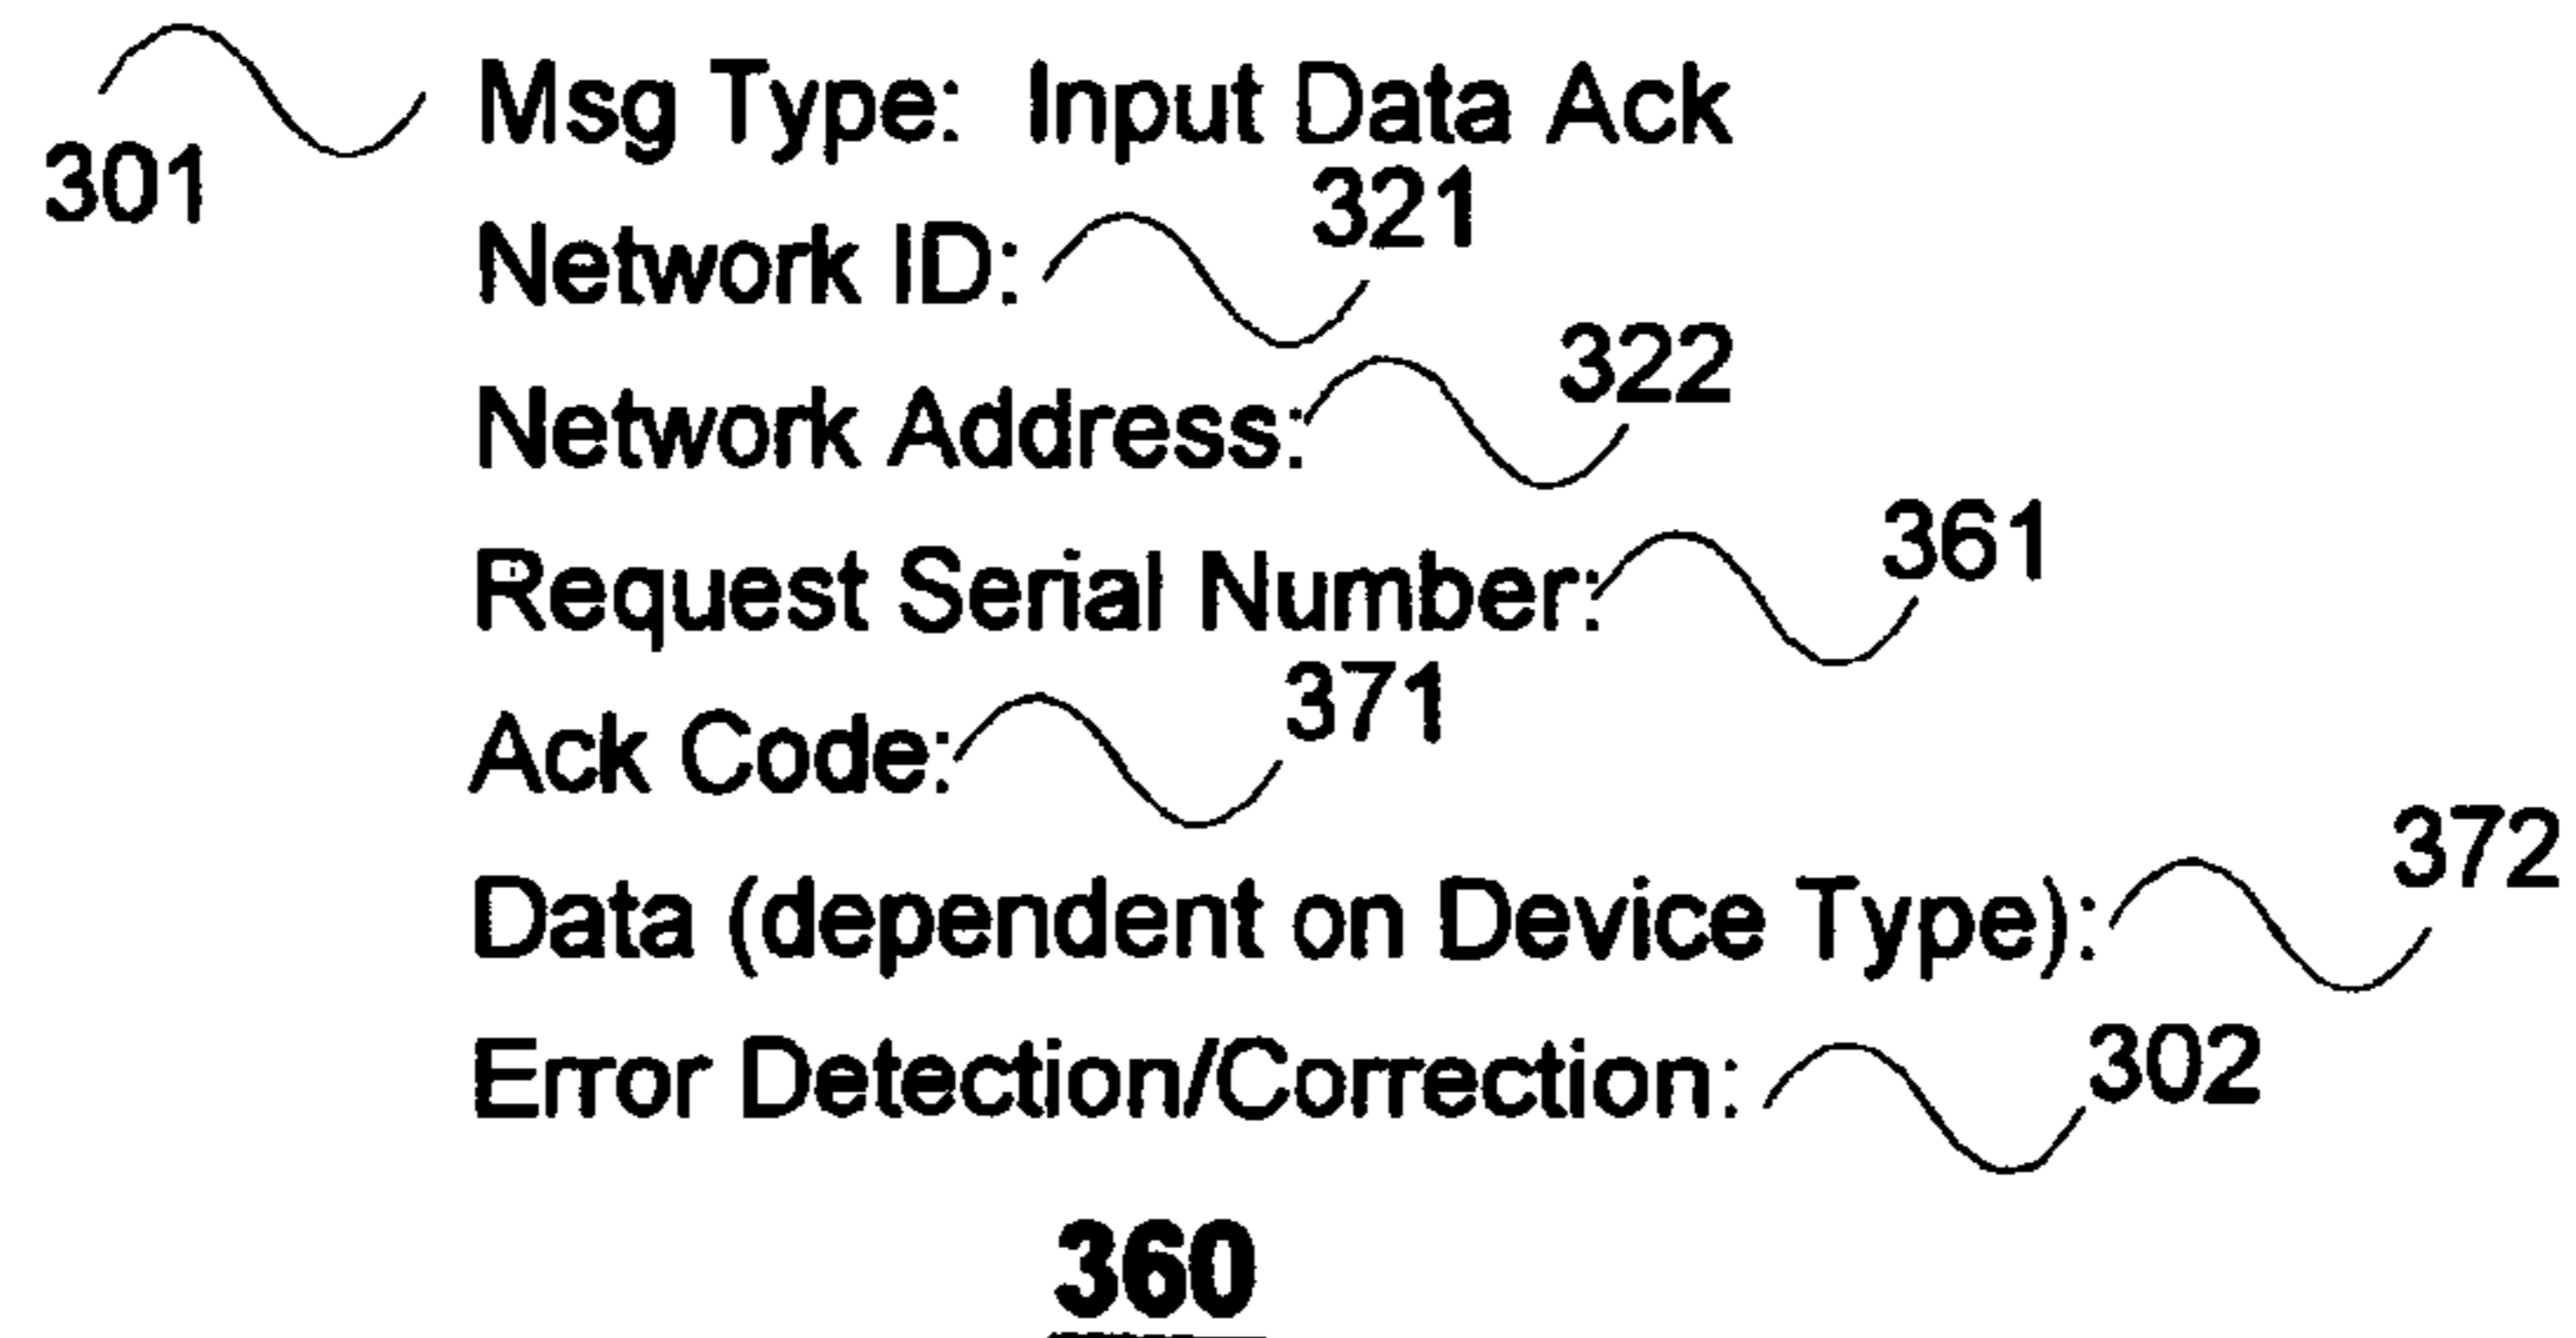 301 Msg Type: Input Data Ack
Network ID: 321
Network Address: 322
Request Serial Number: 361
Ack Code: 371
Data (dependent on Device Type): 372
Error Detection/Correction: 302
360